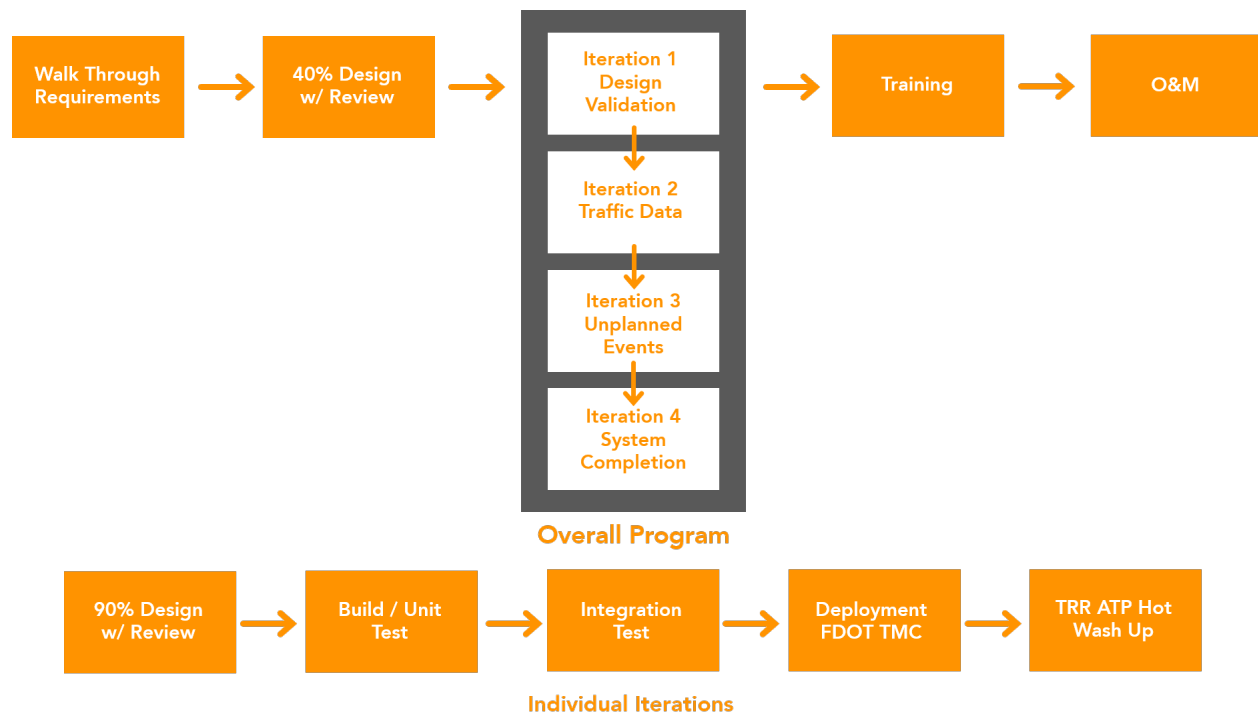 Walk Through
Requirements
40% Design
w/ Review
Iteration 1
Design
Validation
Training
O&M
Iteration 2
Traffic Data
Iteration 3
Unplanned
Events
Iteration 4
System
Completion
Overall Program
90% Design
w/ Review
Build / Unit
Test
Integration
Test
Deployment
FDOT TMC
TRR ATP Hot
Wash Up
Individual Iterations